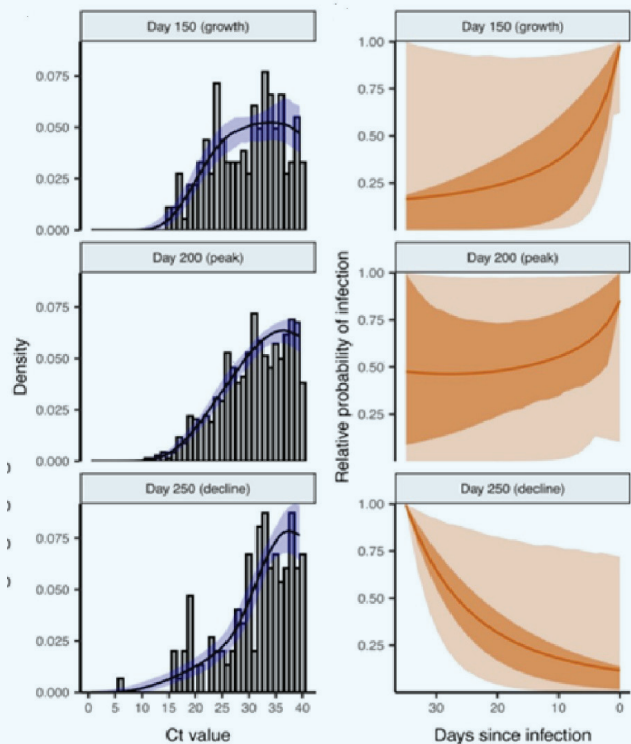 Day 150 (growth)
Day 150 (growth)
0.075
0.050
0.025
0.000
1.00
0.75
0.50
0.25
Day 200 (peak)
Day 200 (peak)
Density
0.075
0.050
0.025
0.000
Relative probability of infection
1.00
0.75
0.50
0.25
Day 250 (decline)
Day 250 (decline)
0.075
0.050
0.025
0.000
1.00
0.75
0.50
0.25
0 5 10 15 20 25 30 35 40
30 20 10 0
Ct value
Days since infection